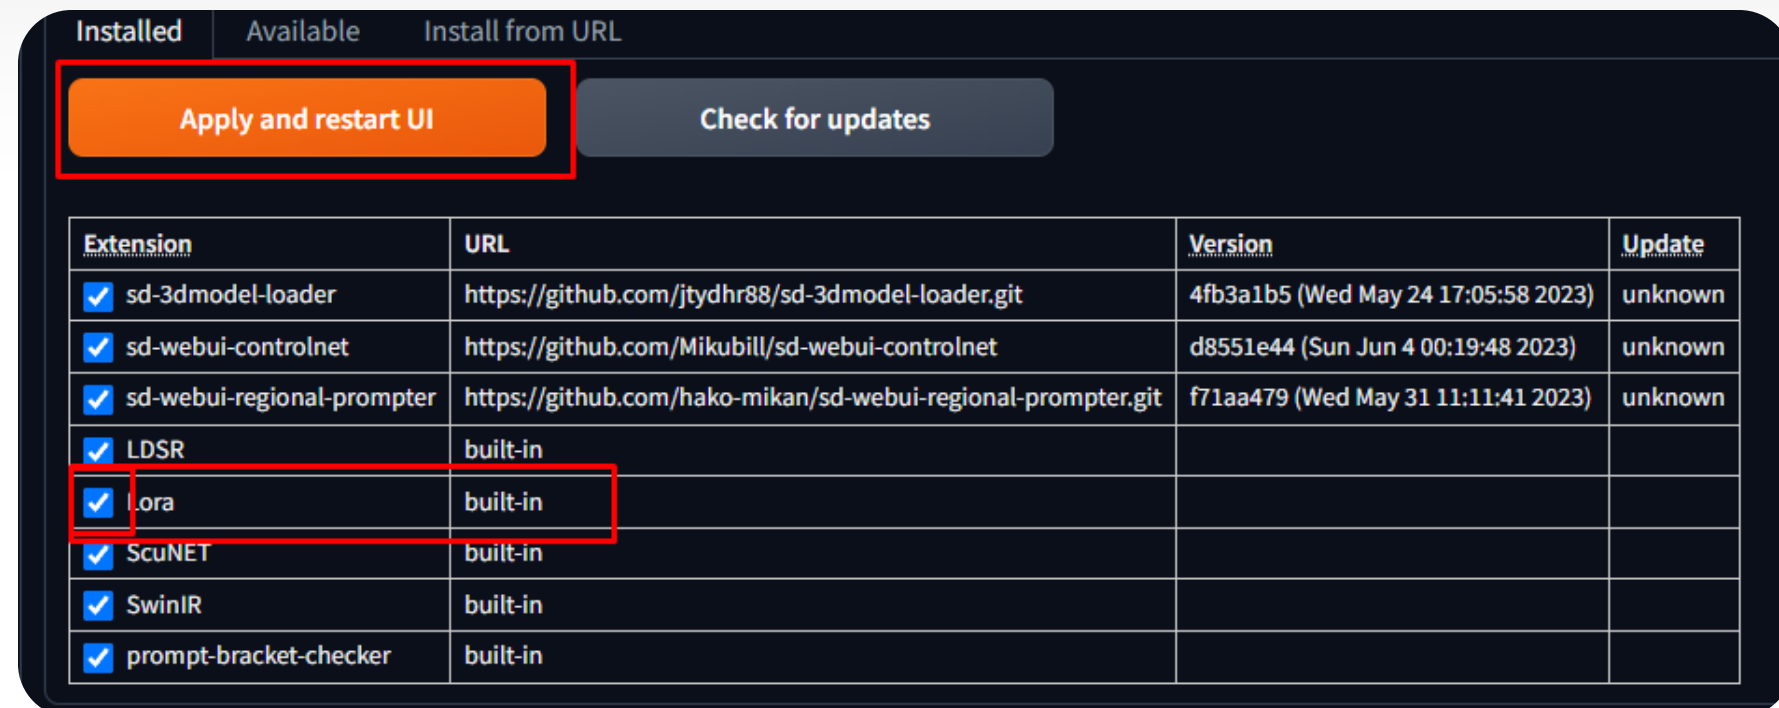 Installed Available Install from URL
Apply and restart UI Check for updates
Extension URL Version Update
sd-3dmodel-loader https://github.com/jtydhr88/sd-3dmodel-loader.git 4fb3a1b5 (Wed May 24 17:05:58 2023) unknown
sd-webui-controlnet https://github.com/Mikubill/sd-webui-controlnet d8551e44 (Sun Jun 4 00:19:48 2023) unknown
sd-webui-regional-prompter https://github.com/hako-mikan/sd-webui-regional-prompter.git f71aa479 (Wed May 31 11:11:41 2023) unknown
LDSR built-in
Lora built-in
ScuNET built-in
SwinIR built-in
prompt-bracket-checker built-in